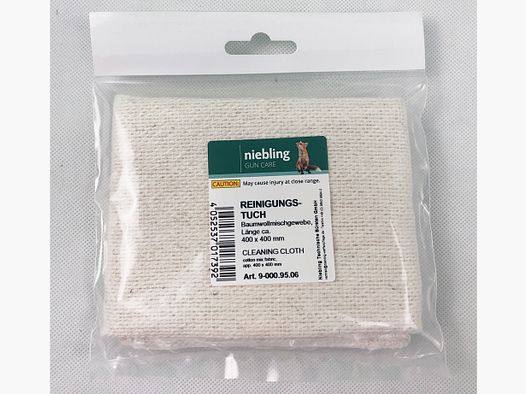 niebling
GUN CARE
CAUTION May cause injury at close range.
REINIGUNGS-
TUCH
Baumwollmischgewebe,
Länge ca.
400 x 400 mm
CLEANING CLOTH
cotton mix fabric,
app. 400 x 400 mm
Art. 9-000.95.06
4052537017392
Niebling Technische Bürsten GmbH